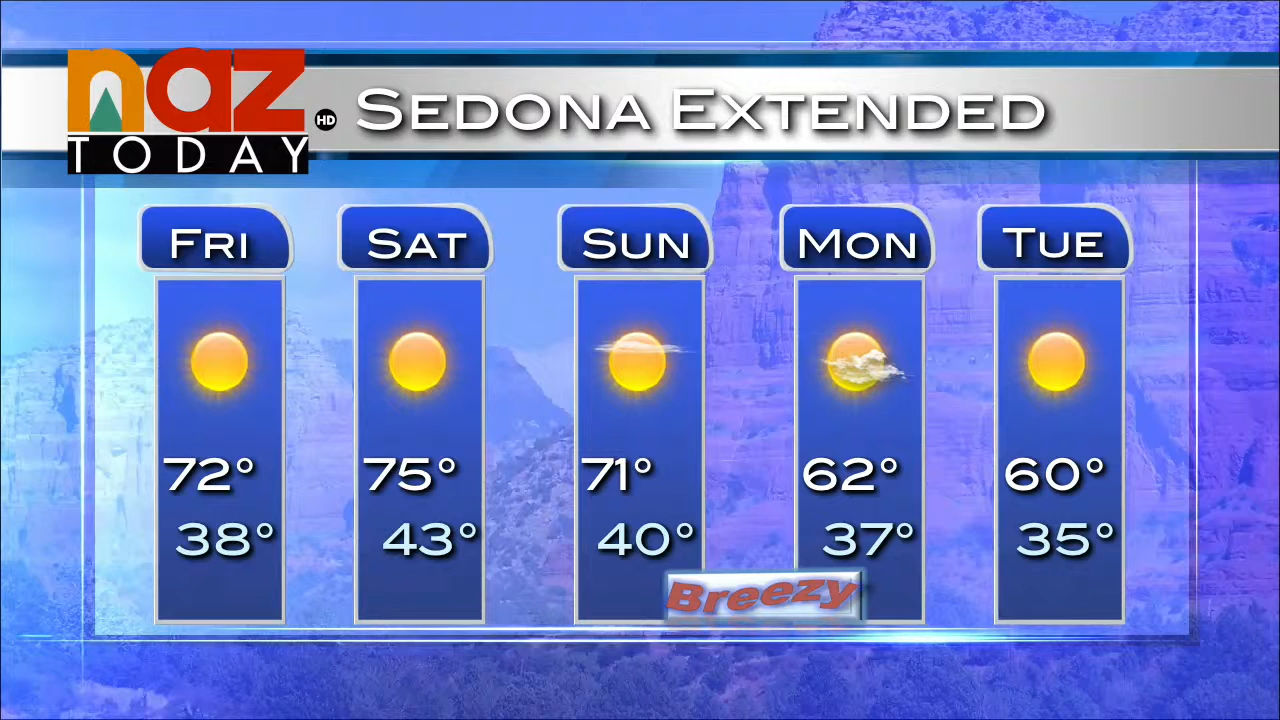 naz
TODAY
HD
SEDONA EXTENDED
FRI
SAT
SUN
MON
TUE
72°
75°
71°
62°
60°
38°
43°
40°
37°
35°
Breezy